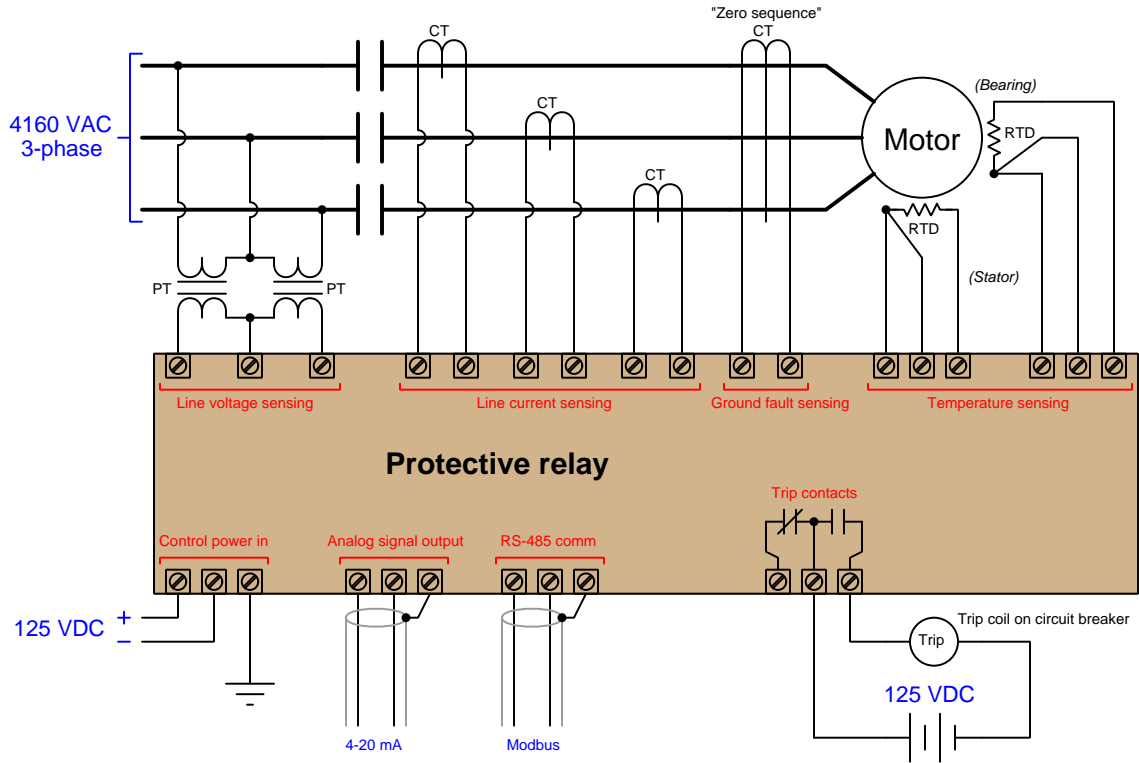 "Zero sequence"
CT
CT
CT
CT
(Bearing)
4160 VAC
3-phase
Motor
RTD
RTD
(Stator)
PT
PT
Line voltage sensing
Line current sensing
Ground fault sensing
Temperature sensing
Protective relay
Trip contacts
Control power in
Analog signal output
RS-485 comm
125 VDC
+
−
Trip
Trip coil on circuit breaker
125 VDC
4-20 mA
Modbus